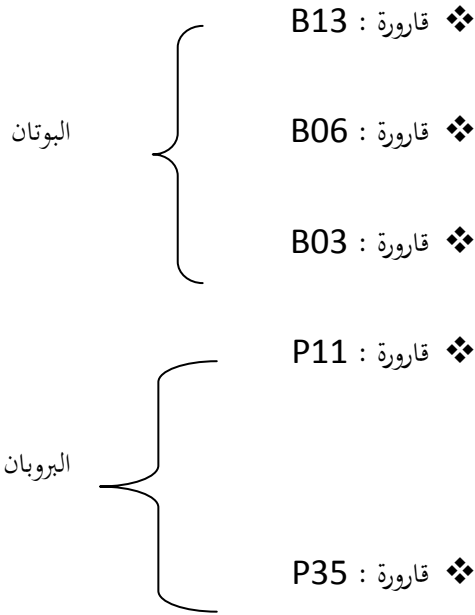 ❖ قارورة : B13
❖ قارورة : B06
البوتان
❖ قارورة : B03
❖ قارورة : P11
البروبان
❖ قارورة : P35